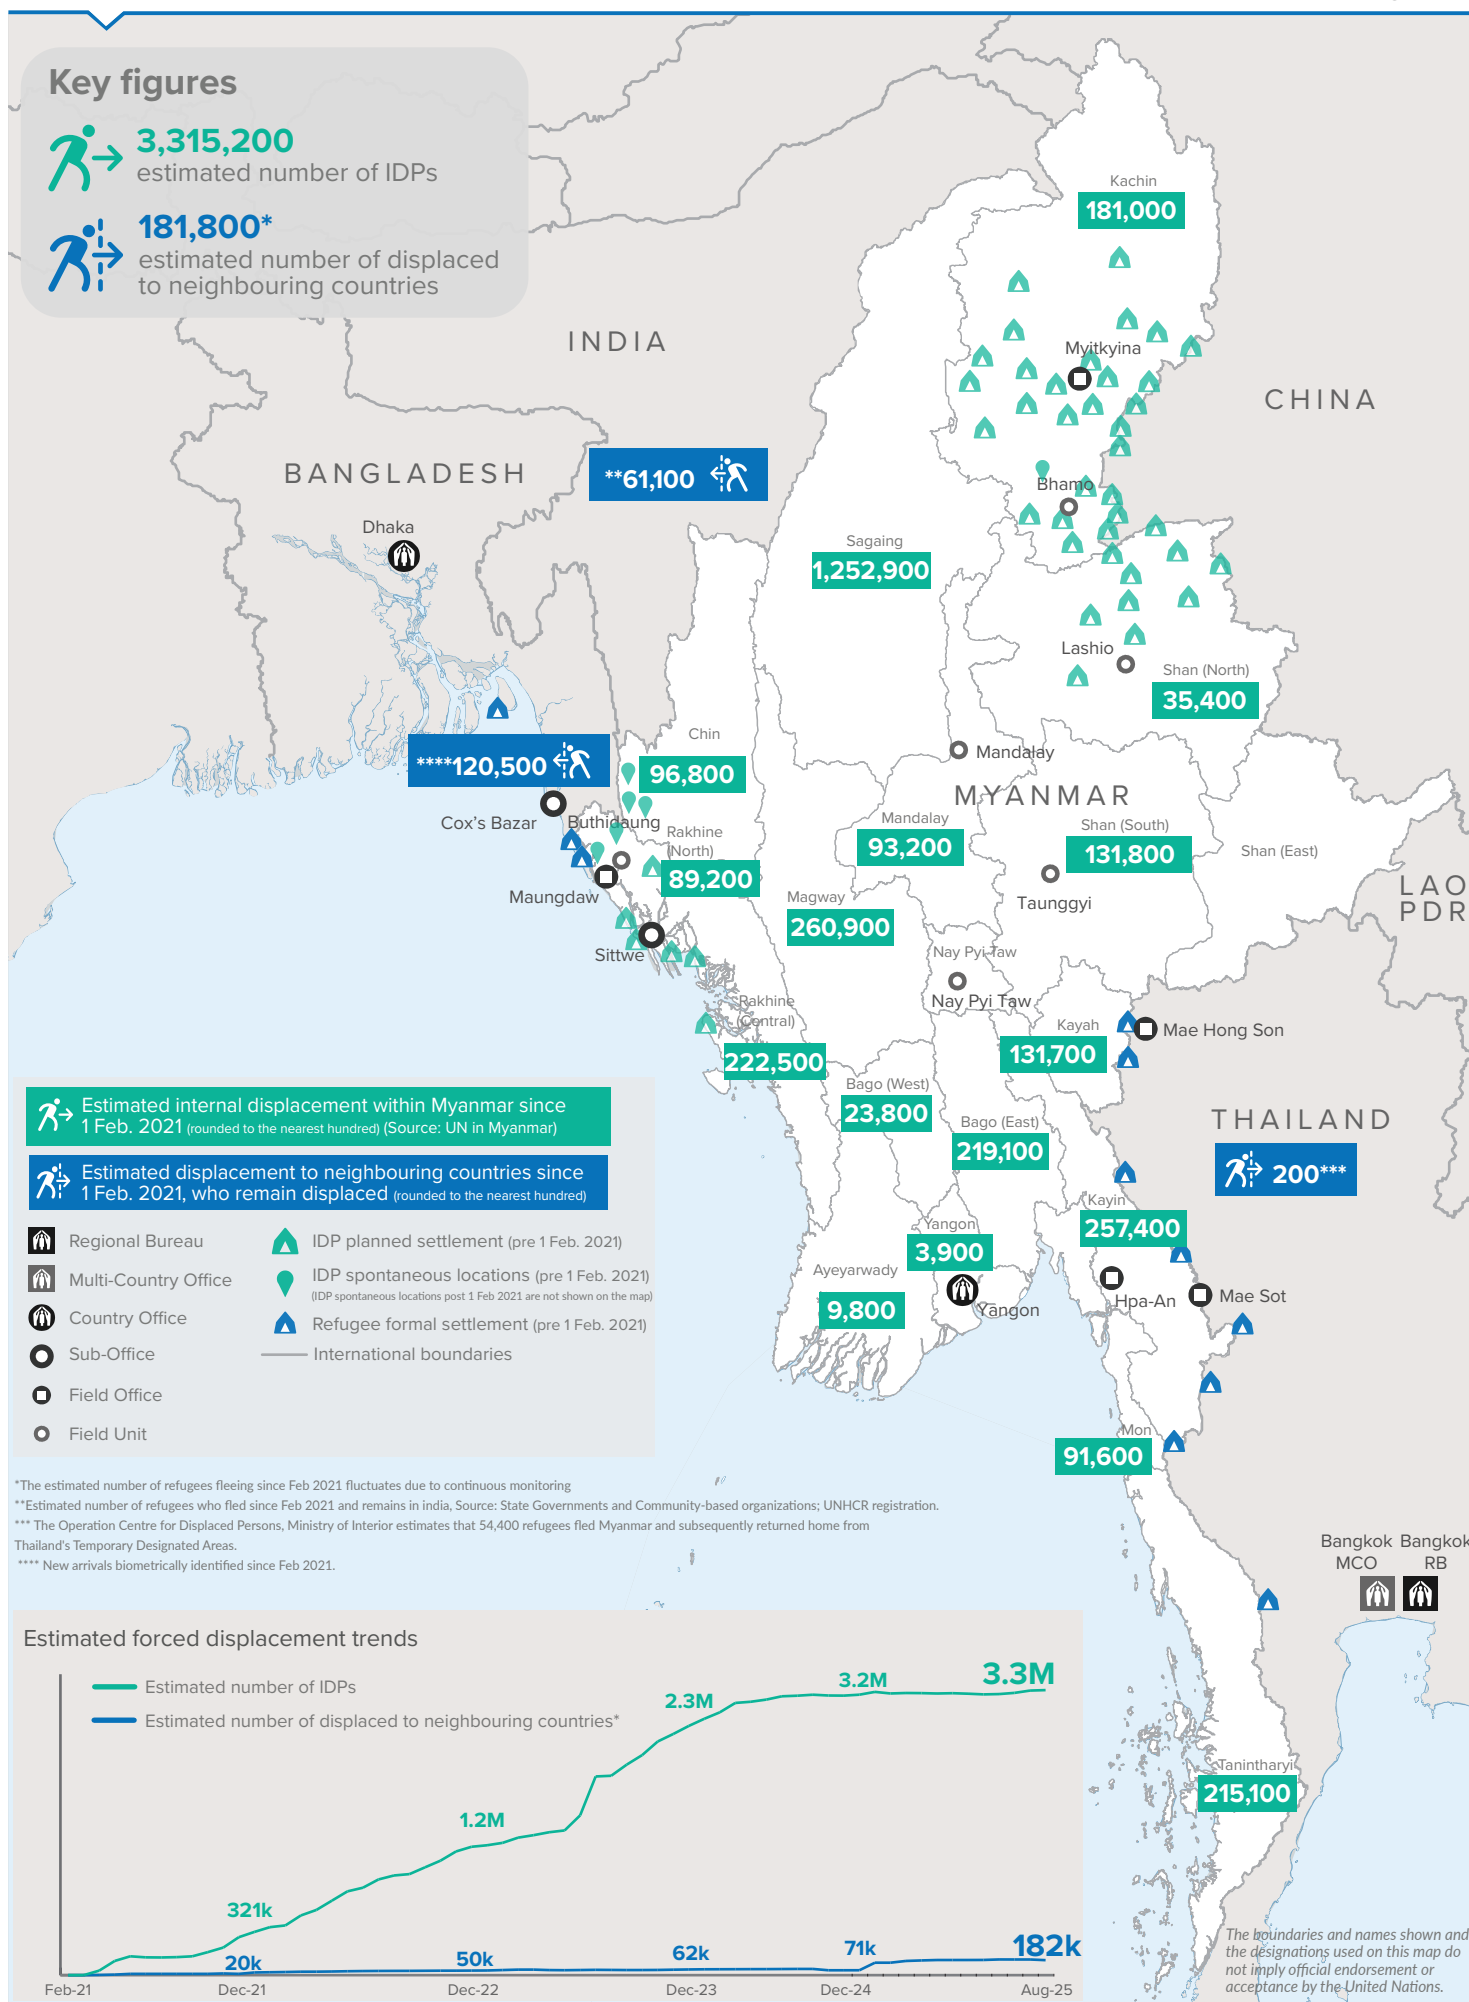 Key figures
3,315,200
estimated number of IDPs
181,800*
estimated number of displaced
to neighbouring countries
INDIA
CHINA
BANGLADESH
Dhaka
**61,100
Kachin
181,000
Myitkyina
Bhamo
Sagaing
1,252,900
Lashio
Shan (North)
35,400
Chin
96,800
****120,500
Mandalay
MYANMAR
Cox's Bazar
Buthidaung
Rakhine
(North)
89,200
Mandalay
93,200
Shan (South)
131,800
Shan (East)
Maungdaw
Magway
260,900
Taunggyi
LAO
PDR
Sittwe
Nay Pyi Taw
Nay Pyi Taw
Rakhine
(Central)
222,500
Kayah
131,700
Mae Hong Son
Bago (West)
23,800
Bago (East)
219,100
THAILAND
200***
Kayin
257,400
Yangon
3,900
Ayeyarwady
9,800
Yangon
Hpa-An
Mae Sot
Mon
91,600
Bangkok
MCO
Bangkok
RB
Tanintharyi
215,100
Estimated internal displacement within Myanmar since
1 Feb. 2021 (rounded to the nearest hundred) (Source: UN in Myanmar)
Estimated displacement to neighbouring countries since
1 Feb. 2021, who remain displaced (rounded to the nearest hundred)
Regional Bureau
Multi-Country Office
Country Office
Sub-Office
Field Office
Field Unit
IDP planned settlement (pre 1 Feb. 2021)
IDP spontaneous locations (pre 1 Feb. 2021)
(IDP spontaneous locations post 1 Feb 2021 are not shown on the map)
Refugee formal settlement (pre 1 Feb. 2021)
International boundaries
*The estimated number of refugees fleeing since Feb 2021 fluctuates due to continuous monitoring
**Estimated number of refugees who fled since Feb 2021 and remains in india, Source: State Governments and Community-based organizations; UNHCR registration.
*** The Operation Centre for Displaced Persons, Ministry of Interior estimates that 54,400 refugees fled Myanmar and subsequently returned home from
Thailand's Temporary Designated Areas.
**** New arrivals biometrically identified since Feb 2021.
Estimated forced displacement trends
Estimated number of IDPs
Estimated number of displaced to neighbouring countries*
321k
1.2M
2.3M
3.2M
3.3M
20k
50k
62k
71k
182k
Feb-21
Dec-21
Dec-22
Dec-23
Dec-24
Aug-25
The boundaries and names shown and
the designations used on this map do
not imply official endorsement or
acceptance by the United Nations.